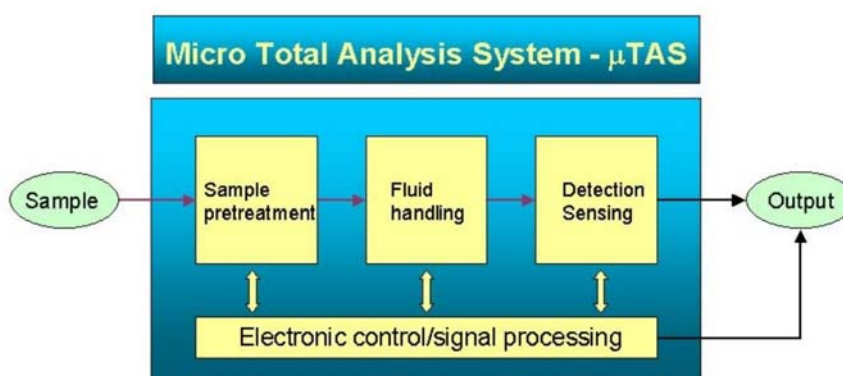 Micro Total Analysis System - μTAS
Sample
Sample
pretreatment
Fluid
handling
Detection
Sensing
Output
Electronic control/signal processing